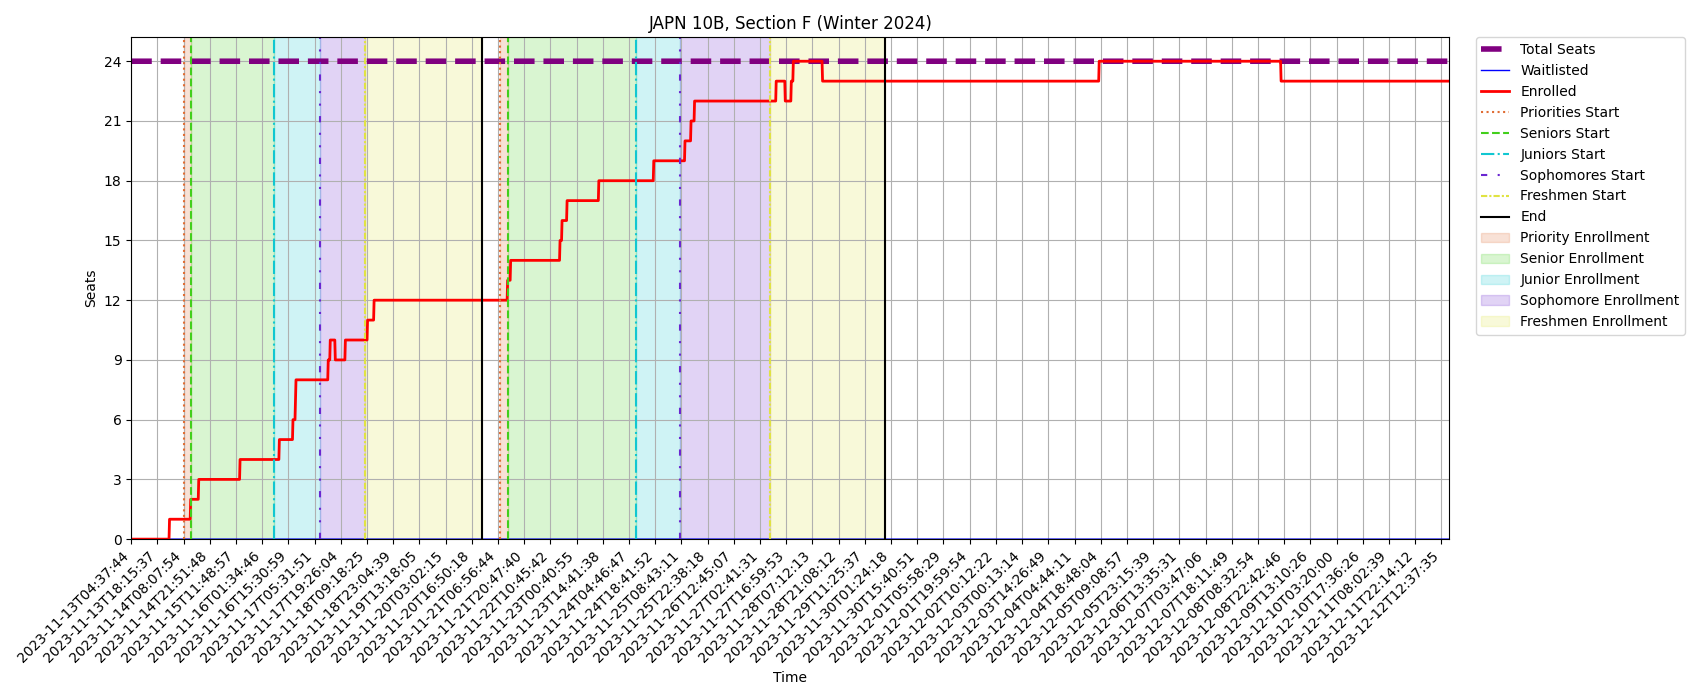 JAPN 10B, Section F (Winter 2024)
24
21
18
15
12
9
6
3
0
Seats
2023-11-13T04:37:44
2023-11-13T18:15:37
2023-11-14T08:07:54
2023-11-14T21:51:48
2023-11-15T11:48:57
2023-11-16T01:34:46
2023-11-16T15:30:59
2023-11-17T05:31:51
2023-11-17T19:26:04
2023-11-18T09:18:25
2023-11-18T23:04:39
2023-11-19T13:18:05
2023-11-20T03:02:15
2023-11-20T16:50:18
2023-11-21T06:56:44
2023-11-21T20:47:40
2023-11-22T10:45:42
2023-11-23T00:40:55
2023-11-23T14:41:38
2023-11-24T04:46:47
2023-11-24T18:41:52
2023-11-25T08:43:11
2023-11-25T22:38:18
2023-11-26T12:45:07
2023-11-27T02:41:31
2023-11-27T16:59:53
2023-11-28T07:12:13
2023-11-28T21:08:12
2023-11-29T11:25:37
2023-11-30T01:24:18
2023-11-30T15:40:51
2023-12-01T05:58:29
2023-12-01T19:59:54
2023-12-02T10:12:22
2023-12-03T00:13:14
2023-12-03T14:26:49
2023-12-04T04:44:11
2023-12-04T18:48:04
2023-12-05T09:08:57
2023-12-05T23:15:39
2023-12-06T13:35:31
2023-12-07T03:47:06
2023-12-07T18:11:49
2023-12-08T08:32:54
2023-12-08T22:42:46
2023-12-09T13:10:26
2023-12-10T03:20:00
2023-12-10T17:36:26
2023-12-11T08:02:39
2023-12-11T22:14:12
2023-12-12T12:37:35
Time
Total Seats
Waitlisted
Enrolled
Priorities Start
Seniors Start
Juniors Start
Sophomores Start
Freshmen Start
End
Priority Enrollment
Senior Enrollment
Junior Enrollment
Sophomore Enrollment
Freshmen Enrollment